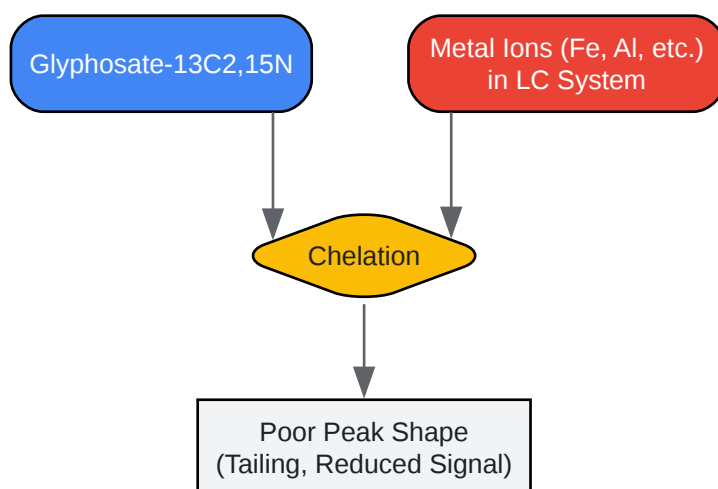 Glyphosate-13C2,15N
Metal Ions (Fe, Al, etc.)
in LC System
Chelation
Poor Peak Shape
(Tailing, Reduced Signal)